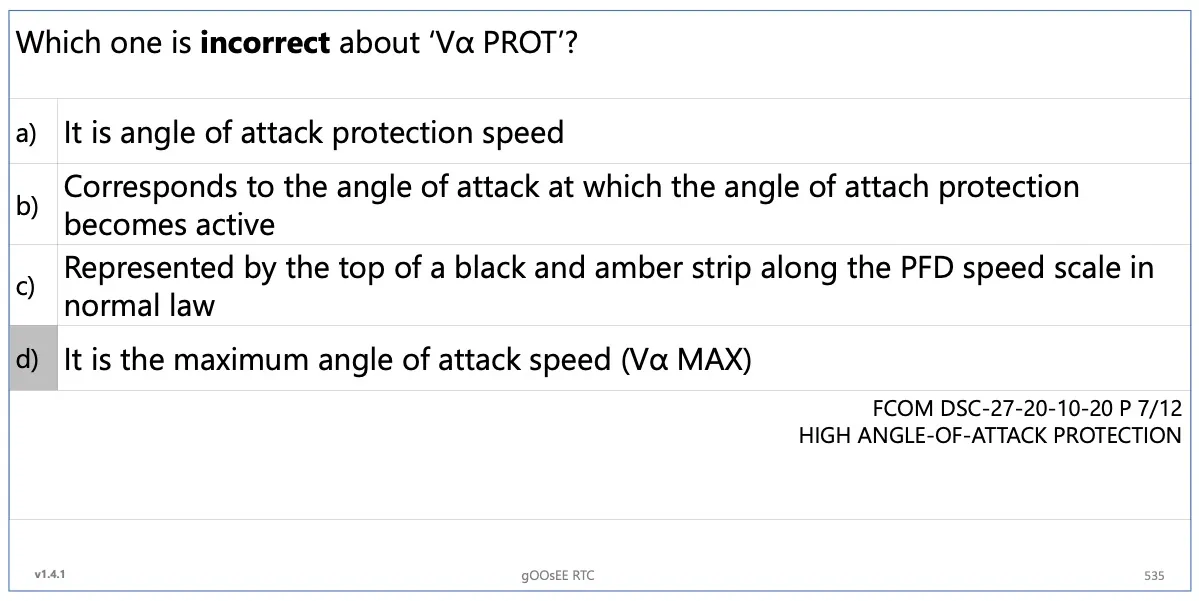 Which one is incorrect about ‘Vα PROT’?
a) It is angle of attack protection speed
b) Corresponds to the angle of attack at which the angle of attach protection
becomes active
c) Represented by the top of a black and amber strip along the PFD speed scale in
normal law
d) It is the maximum angle of attack speed (Vα MAX)
FCOM DSC-27-20-10-20 P 7/12
HIGH ANGLE-OF-ATTACK PROTECTION
v1.4.1 gOOsEE RTC 535